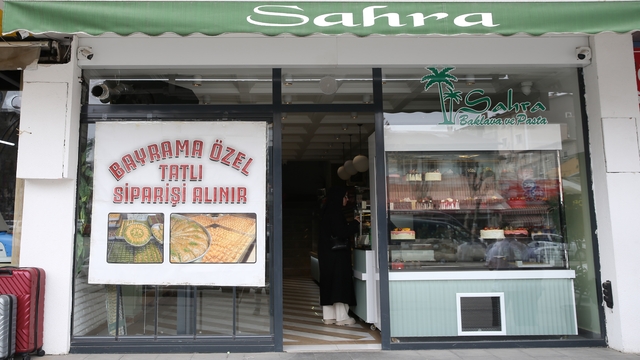 Sahra
Sahra
Baklava ve Pasta
BAYRAMA ÖZEL
TATLI
SİPARİŞİ ALINIR